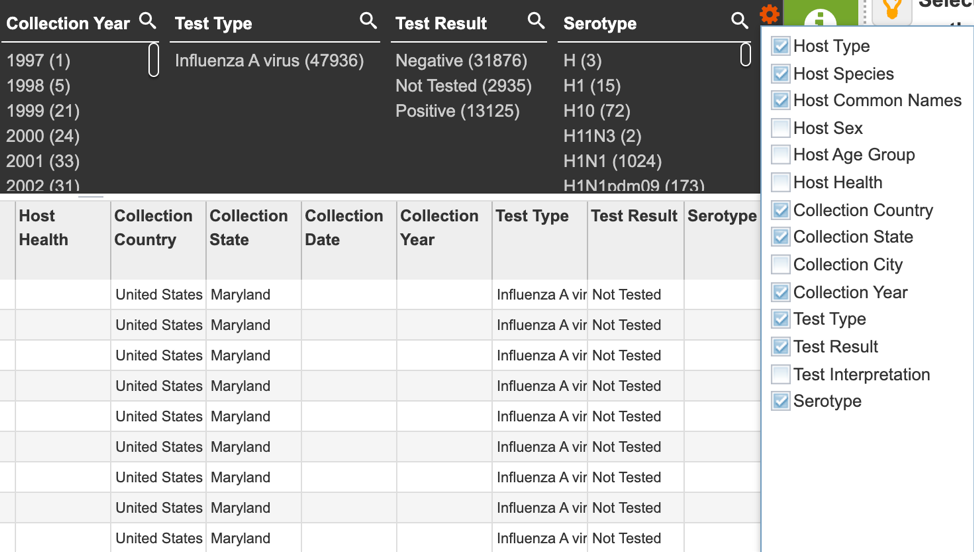 Collection Year
1997 (1)
1998 (5)
1999 (21)
2000 (24)
2001 (33)
2002 (31)
Test Type
Influenza A virus (47936)
Test Result
Negative (31876)
Not Tested (2935)
Positive (13125)
Serotype
H (3)
H1 (15)
H10 (72)
H11N3 (2)
H1N1 (1024)
H1N1pdm09 (173)
Host Type
Host Species
Host Common Names
Host Sex
Host Age Group
Host Health
Collection Country
Collection State
Collection City
Collection Year
Test Type
Test Result
Test Interpretation
Serotype
Host Health Collection Country Collection State Collection Date Collection Year Test Type Test Result Serotype
United States Maryland Influenza A vir Not Tested
United States Maryland Influenza A vir Not Tested
United States Maryland Influenza A vir Not Tested
United States Maryland Influenza A vir Not Tested
United States Maryland Influenza A vir Not Tested
United States Maryland Influenza A vir Not Tested
United States Maryland Influenza A vir Not Tested
United States Maryland Influenza A vir Not Tested
United States Maryland Influenza A vir Not Tested